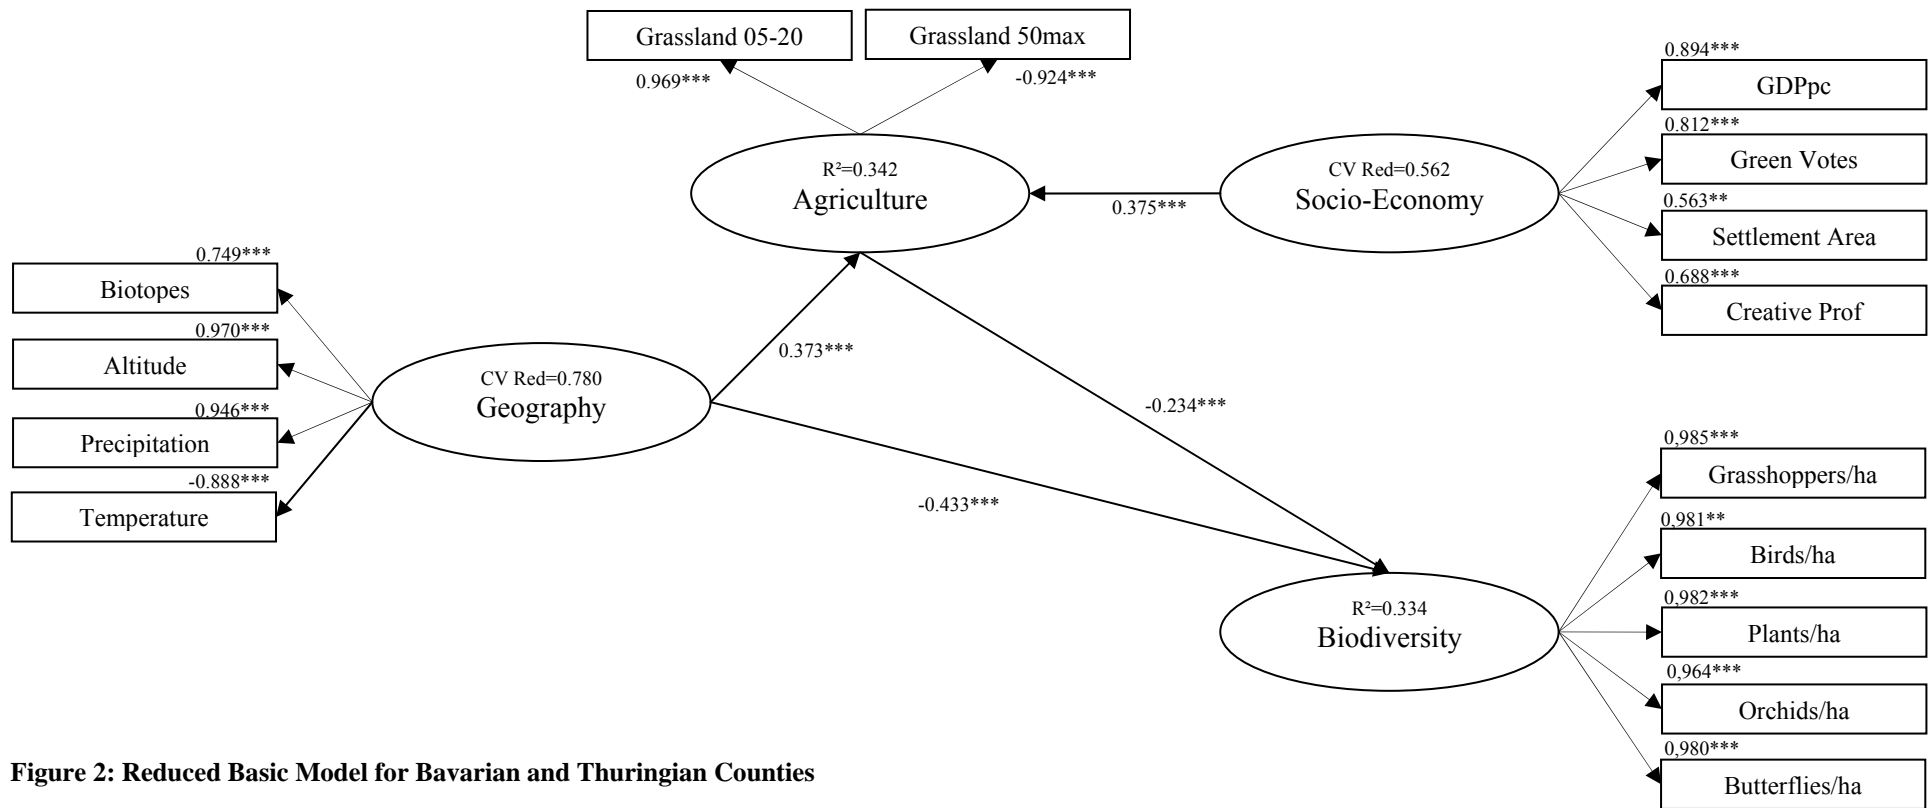 Grassland 05-20
Grassland 50max
0.969***
-0.924***
R²=0.342
Agriculture
CV Red=0.562
Socio-Economy
0.375***
0.894***
GDPpc
0.812***
Green Votes
0.563**
Settlement Area
0.688***
Creative Prof
0.749***
Biotopes
0.970***
Altitude
0.946***
Precipitation
-0.888***
Temperature
CV Red=0.780
Geography
0.373***
-0.234***
-0.433***
R²=0.334
Biodiversity
0,985***
Grasshoppers/ha
0,981**
Birds/ha
0,982***
Plants/ha
0,964***
Orchids/ha
0,980***
Butterflies/ha
Figure 2: Reduced Basic Model for Bavarian and Thuringian Counties